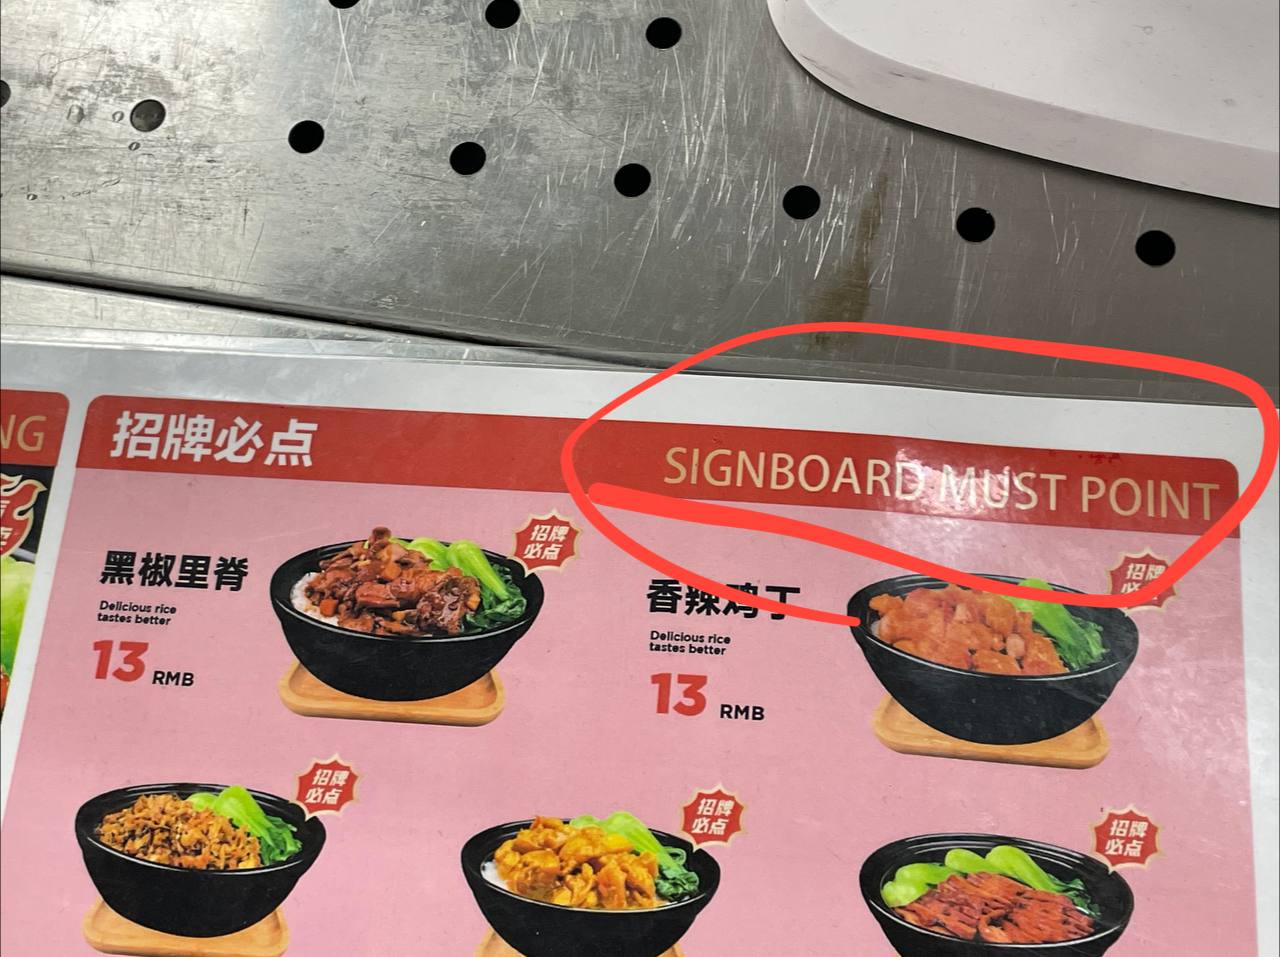 NG
招牌必点
SIGNBOARD MUST POINT
黑椒里脊
Delicious rice
tastes better
13 RMB
招牌
必点
香辣鸡丁
Delicious rice
tastes better
13 RMB
招牌
招牌
必点
招牌
必点
招牌
必点